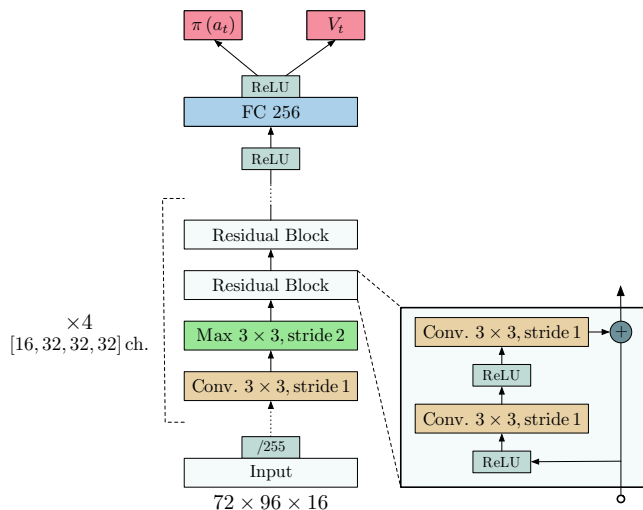 π (a_t)
V_t
ReLU
FC 256
ReLU
Residual Block
Residual Block
×4
[16, 32, 32, 32] ch.
Max 3 × 3, stride 2
Conv. 3 × 3, stride 1
/255
Input
72 × 96 × 16
Conv. 3 × 3, stride 1
+
ReLU
Conv. 3 × 3, stride 1
ReLU